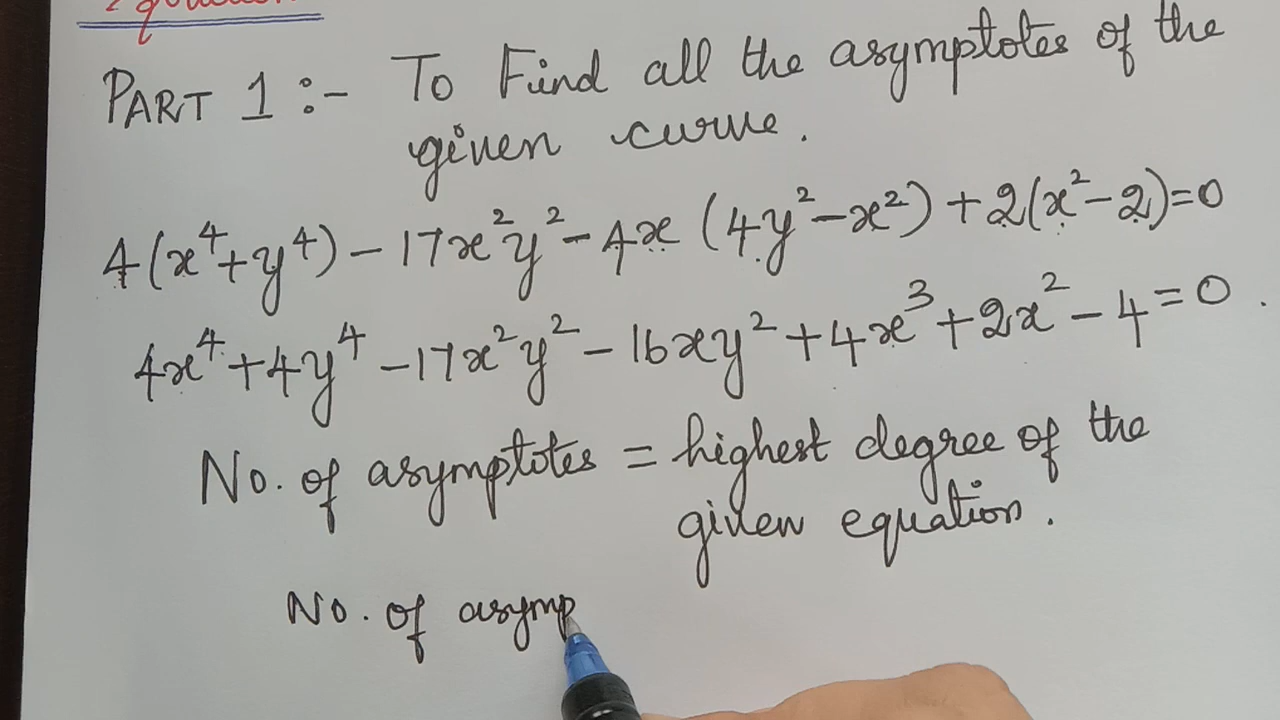 Equation
PART 1 :- To Find all the asymptotes of the
given curve.
4(x⁴+y⁴) - 17x²y² - 4x (4y² - x²) + 2(x² - 2) = 0
4x⁴ + 4y⁴ - 17x²y² - 16xy² + 4x³ + 2x² - 4 = 0 .
No. of asymptotes = highest degree of the
given equation.
No. of asymp